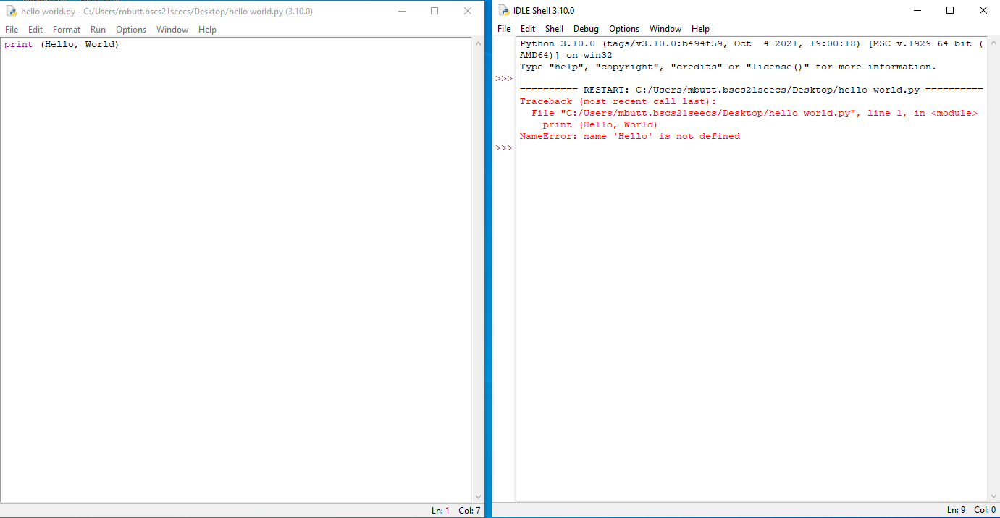 hello world.py - C:/Users/mbutt.bscs21seecs/Desktop/hello world.py (3.10.0)
File Edit Format Run Options Window Help
print (Hello, World)
Ln: 1 Col: 7
IDLE Shell 3.10.0
File Edit Shell Debug Options Window Help
Python 3.10.0 (tags/v3.10.0:b494f59, Oct  4 2021, 19:00:18) [MSC v.1929 64 bit (
AMD64)] on win32
Type "help", "copyright", "credits" or "license()" for more information.
>>>
========== RESTART: C:/Users/mbutt.bscs21seecs/Desktop/hello world.py ==========
Traceback (most recent call last):
  File "C:/Users/mbutt.bscs21seecs/Desktop/hello world.py", line 1, in <module>
    print (Hello, World)
NameError: name 'Hello' is not defined
>>>
Ln: 9 Col: 0